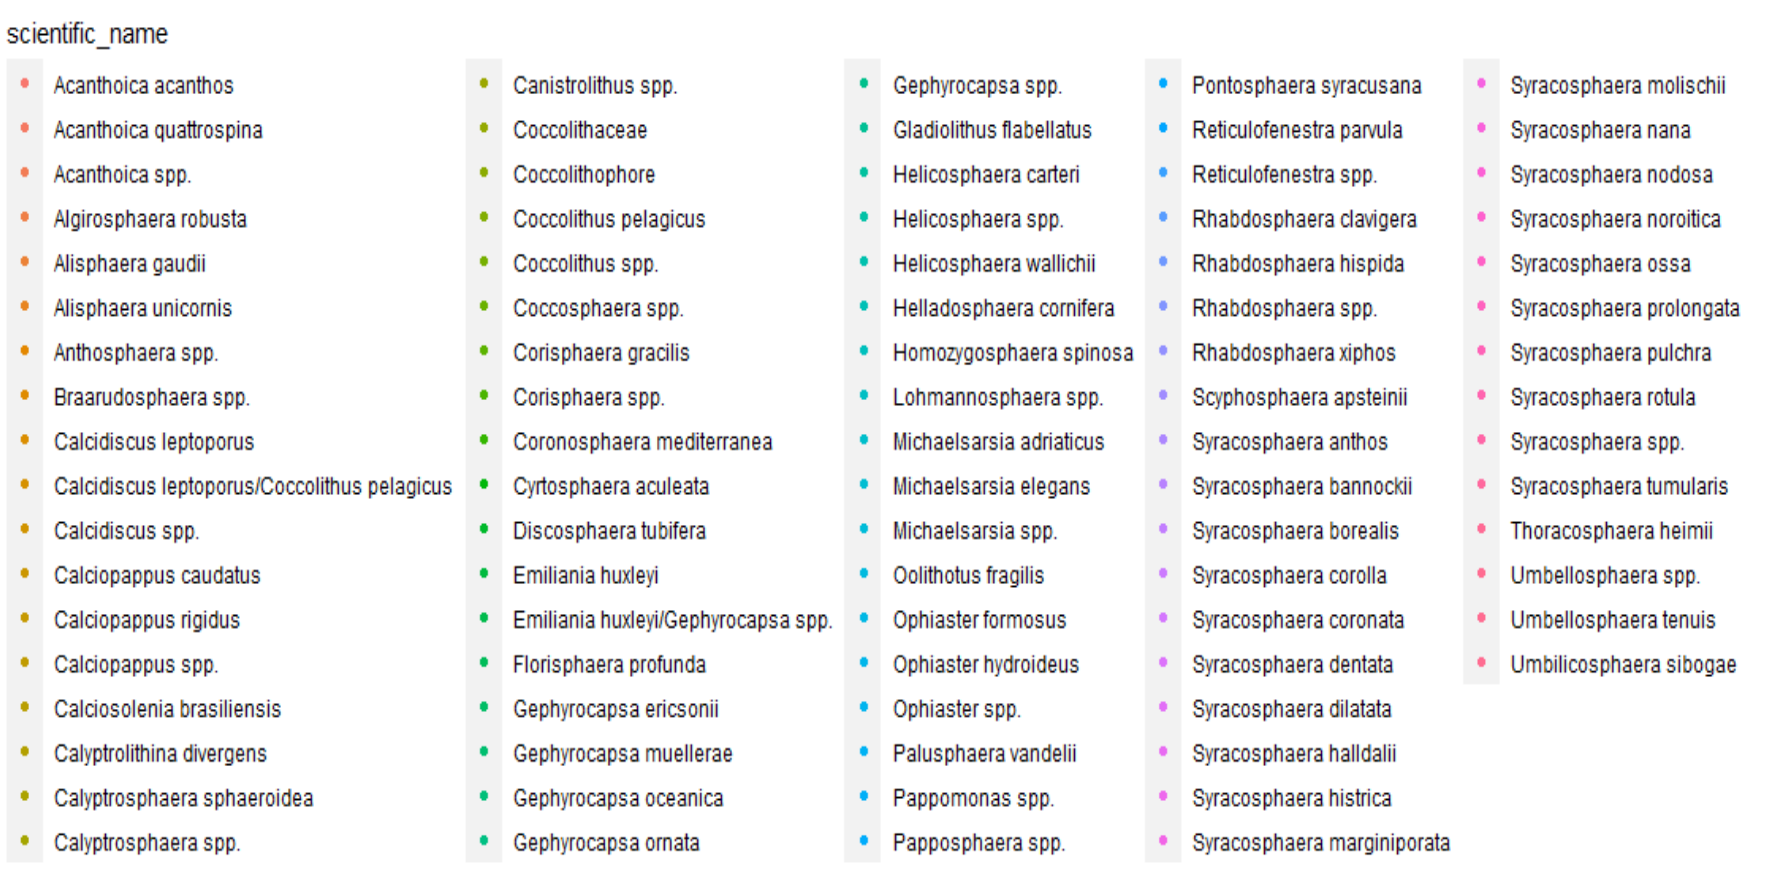 scientific_name
Acanthoica acanthos
Acanthoica quattrospina
Acanthoica spp.
Algirosphaera robusta
Alisphaera gaudii
Alisphaera unicornis
Anthosphaera spp.
Braarudosphaera spp.
Calcidiscus leptoporus
Calcidiscus leptoporus/Coccolithus pelagicus
Calcidiscus spp.
Calciopappus caudatus
Calciopappus rigidus
Calciopappus spp.
Calciosolenia brasiliensis
Calyptrolithina divergens
Calyptrosphaera sphaeroidea
Calyptrosphaera spp.
Canistrolithus spp.
Coccolithaceae
Coccolithophore
Coccolithus pelagicus
Coccolithus spp.
Coccosphaera spp.
Corisphaera gracilis
Corisphaera spp.
Coronosphaera mediterranea
Cyrtosphaera aculeata
Discosphaera tubifera
Emiliania huxleyi
Emiliania huxleyi/Gephyrocapsa spp.
Florisphaera profunda
Gephyrocapsa ericsonii
Gephyrocapsa muellerae
Gephyrocapsa oceanica
Gephyrocapsa ornata
Gephyrocapsa spp.
Gladiolithus flabellatus
Helicosphaera carteri
Helicosphaera spp.
Helicosphaera wallichii
Helladosphaera cornifera
Homozygosphaera spinosa
Lohmannosphaera spp.
Michaelsarsia adriaticus
Michaelsarsia elegans
Michaelsarsia spp.
Oolithotus fragilis
Ophiaster formosus
Ophiaster hydroideus
Ophiaster spp.
Palusphaera vandelii
Pappomonas spp.
Papposphaera spp.
Pontosphaera syracusana
Reticulofenestra parvula
Reticulofenestra spp.
Rhabdosphaera clavigera
Rhabdosphaera hispida
Rhabdosphaera spp.
Rhabdosphaera xiphos
Scyphosphaera apsteinii
Syracosphaera anthos
Syracosphaera bannockii
Syracosphaera borealis
Syracosphaera corolla
Syracosphaera coronata
Syracosphaera dentata
Syracosphaera dilatata
Syracosphaera halldalii
Syracosphaera histrica
Syracosphaera marginiporata
Syracosphaera molischii
Syracosphaera nana
Syracosphaera nodosa
Syracosphaera noroitica
Syracosphaera ossa
Syracosphaera prolongata
Syracosphaera pulchra
Syracosphaera rotula
Syracosphaera spp.
Syracosphaera tumularis
Thoracosphaera heimii
Umbellosphaera spp.
Umbellosphaera tenuis
Umbilicosphaera sibogae